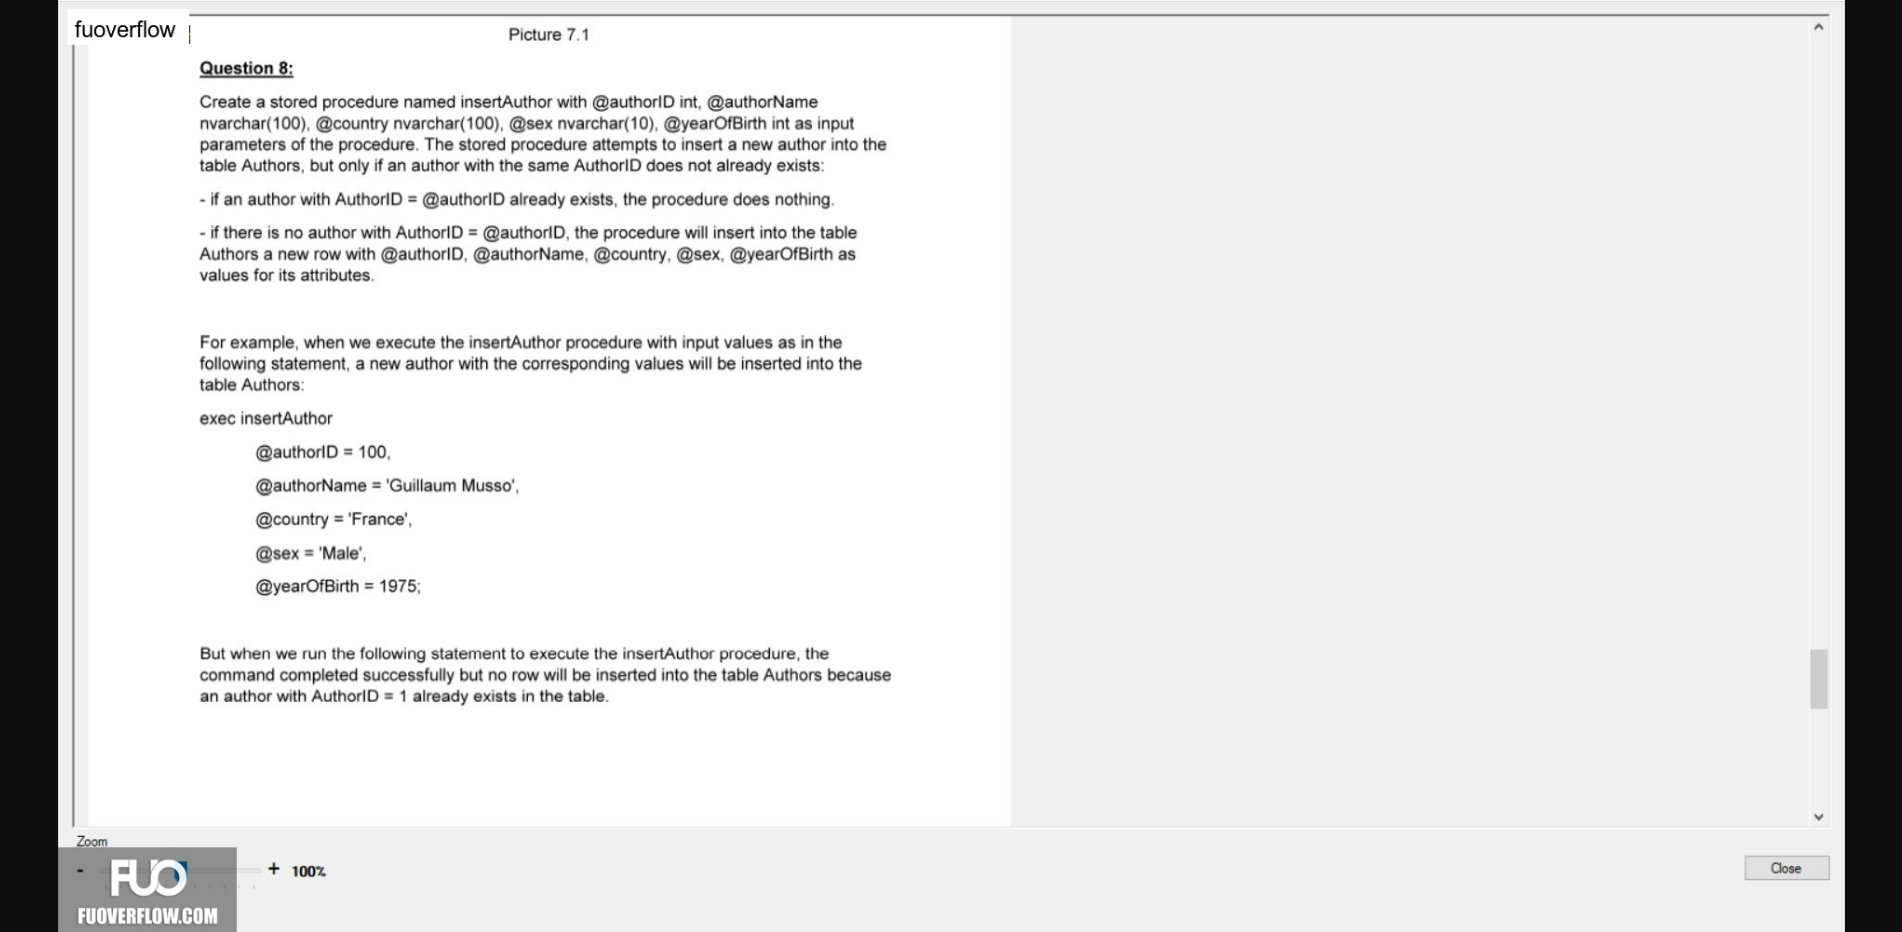 fuoverflow
Picture 7.1
Question 8:
Create a stored procedure named insertAuthor with @authorID int, @authorName
nvarchar(100), @country nvarchar(100), @sex nvarchar(10), @yearOfBirth int as input
parameters of the procedure. The stored procedure attempts to insert a new author into the
table Authors, but only if an author with the same AuthorID does not already exists:
- if an author with AuthorID = @authorID already exists, the procedure does nothing.
- if there is no author with AuthorID = @authorID, the procedure will insert into the table
Authors a new row with @authorID, @authorName, @country, @sex, @yearOfBirth as
values for its attributes.
For example, when we execute the insertAuthor procedure with input values as in the
following statement, a new author with the corresponding values will be inserted into the
table Authors:
exec insertAuthor
@authorID = 100,
@authorName = 'Guillaum Musso',
@country = 'France',
@sex = 'Male',
@yearOfBirth = 1975;
But when we run the following statement to execute the insertAuthor procedure, the
command completed successfully but no row will be inserted into the table Authors because
an author with AuthorID = 1 already exists in the table.
Zoom
- + 100%
Close
FUO
FUOVERFLOW.COM